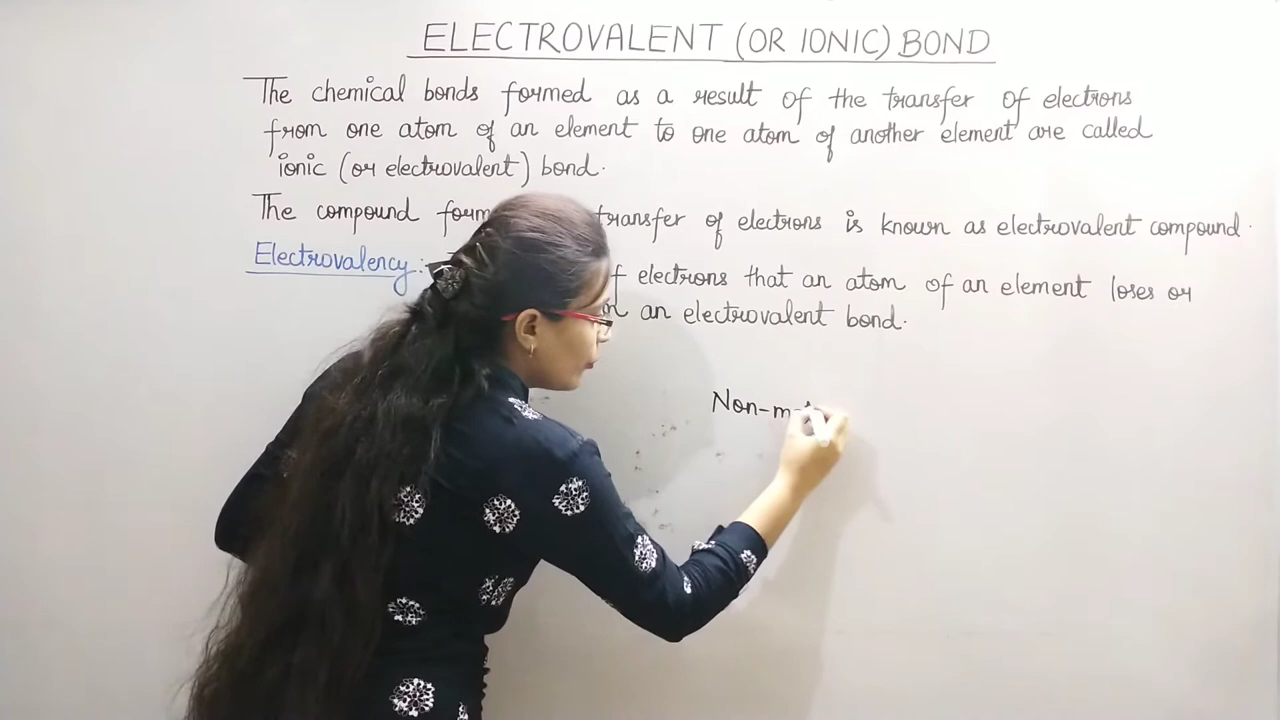 ELECTROVALENT (OR IONIC) BOND
The chemical bonds formed as a result of the transfer of electrons
from one atom of an element to one atom of another element are called
ionic (or electrovalent) bond.
The compound transfer of electrons is known as electrovalent compound.
Electrovalency:- electrons that an atom of an element loses or
an electrovalent bond.